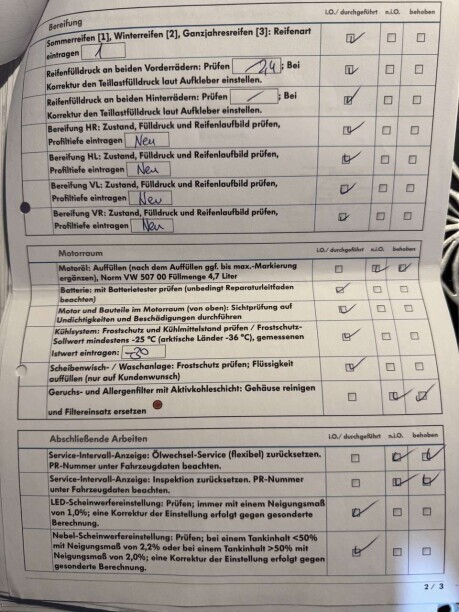 Bereifung
I.O./ durchgeführt n.i.O. behoben
Sommerreifen [1], Winterreifen [2], Ganzjahresreifen [3]: Reifenart
eintragen 1
Reifenfülldruck an beiden Vorderrädern: Prüfen 2,4; Bei
Korrektur den Teillastfülldruck laut Aufkleber einstellen.
Reifenfülldruck an beiden Hinterrädern: Prüfen ; Bei
Korrektur den Teillastfülldruck laut Aufkleber einstellen.
Bereifung HR: Zustand, Fülldruck und Reifenlaufbild prüfen,
Profiltiefe eintragen Neu
Bereifung HL: Zustand, Fülldruck und Reifenlaufbild prüfen,
Profiltiefe eintragen Neu
Bereifung VL: Zustand, Fülldruck und Reifenlaufbild prüfen,
Profiltiefe eintragen Neu
Bereifung VR: Zustand, Fülldruck und Reifenlaufbild prüfen,
Profiltiefe eintragen Neu
Motorraum
I.O./ durchgeführt n.i.O. behoben
Motoröl: Auffüllen (nach dem Auffüllen ggf. bis max.-Markierung
ergänzen), Norm VW 507 00 Füllmenge 4,7 Liter
Batterie: mit Batterietester prüfen (unbedingt Reparaturleitfaden
beachten)
Motor und Bauteile im Motorraum (von oben): Sichtprüfung auf
Undichtigkeiten und Beschädigungen durchführen
Kühlsystem: Frostschutz und Kühlmittelstand prüfen / Frostschutz-
Sollwert mindestens -25 °C (arktische Länder -36 °C), gemessenen
Istwert eintragen: -30
Scheibenwisch- / Waschanlage: Frostschutz prüfen; Flüssigkeit
auffüllen (nur auf Kundenwunsch)
Geruchs- und Allergenfilter mit Aktivkohleschicht: Gehäuse reinigen
und Filtereinsatz ersetzen
Abschließende Arbeiten
I.O./ durchgeführt n.i.O. behoben
Service-Intervall-Anzeige: Ölwechsel-Service (flexibel) zurücksetzen.
PR-Nummer unter Fahrzeugdaten beachten.
Service-Intervall-Anzeige: Inspektion zurücksetzen. PR-Nummer
unter Fahrzeugdaten beachten.
LED-Scheinwerfereinstellung: Prüfen; immer mit einem Neigungsmaß
von 1,0%; eine Korrektur der Einstellung erfolgt gegen gesonderte
Berechnung.
Nebel-Scheinwerfereinstellung: Prüfen; bei einem Tankinhalt <50%
mit Neigungsmaß von 2,2% oder bei einem Tankinhalt >50% mit
Neigungsmaß von 2,0%; eine Korrektur der Einstellung erfolgt gegen
gesonderte Berechnung.
2 / 3